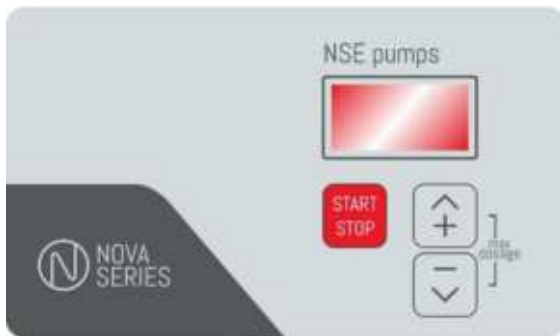 NSE pumps
START
STOP
+
max
dosage
-
NOVA
SERIES